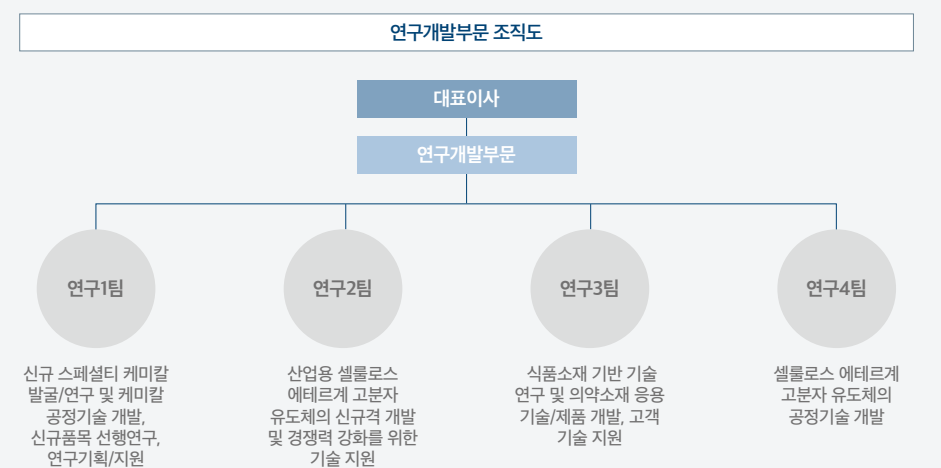 연구개발부문 조직도
대표이사
연구개발부문
연구1팀
연구2팀
연구3팀
연구4팀
신규 스페셜티 케미칼
발굴/연구 및 케미칼
공정기술 개발,
신규품목 선행연구,
연구기획/지원
산업용 셀룰로스
에테르계 고분자
유도체의 신규격 개발
및 경쟁력 강화를 위한
기술 지원
식품소재 기반 기술
연구 및 의약소재 응용
기술/제품 개발, 고객
기술 지원
셀룰로스 에테르계
고분자 유도체의
공정기술 개발